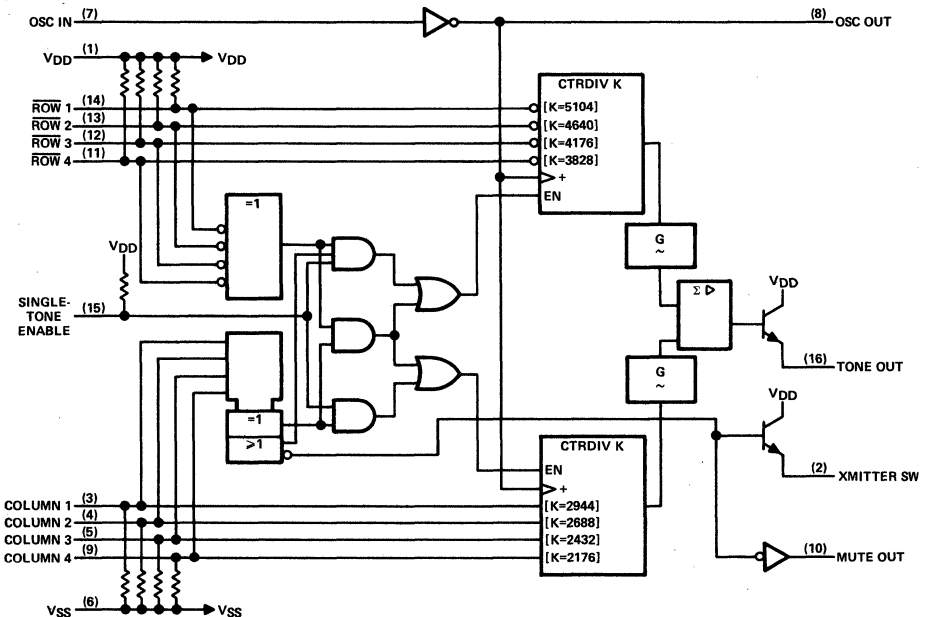 OSC IN (7) (8) OSC OUT
VDD (1) VDD
CTRDIV K
ROW 1 (14) [K=5104]
ROW 2 (13) [K=4640]
ROW 3 (12) [K=4176]
ROW 4 (11) [K=3828]
+
EN
=1
G
~
VDD
Σ ▷
VDD
SINGLE-
TONE
ENABLE
(15)
(16)
TONE OUT
G
~
VDD
=1
⩾1
CTRDIV K
EN
(2)
XMITTER SW
+
COLUMN 1 (3) [K=2944]
COLUMN 2 (4) [K=2688]
COLUMN 3 (5) [K=2432]
COLUMN 4 (9) [K=2176]
(10)
MUTE OUT
VSS (6) VSS